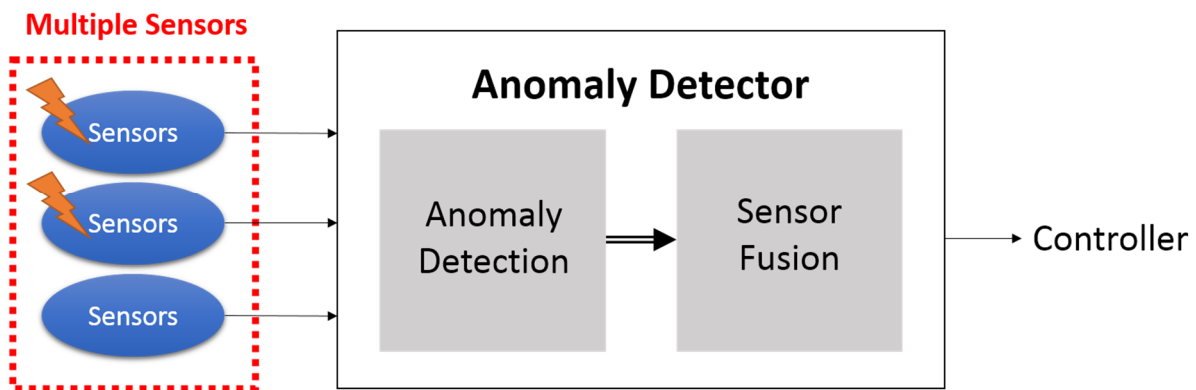 Multiple Sensors
Sensors
Sensors
Sensors
Anomaly Detector
Anomaly
Detection
Sensor
Fusion
Controller